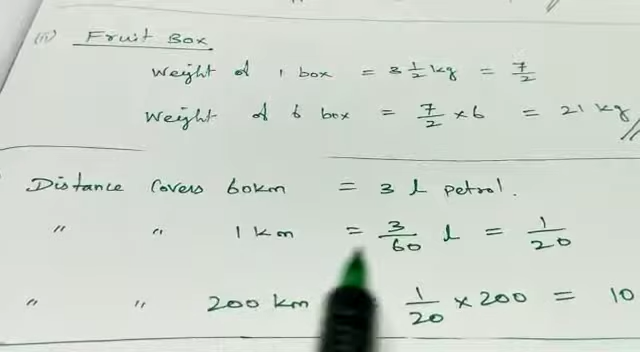 (ii) Fruit Box
Weight of 1 box = 3 1/2 kg = 7/2
Weight of 6 box = 7/2 × 6 = 21 kg //
Distance Covers 60km = 3 l petrol.
" " 1 km = 3/60 l = 1/20
" " 200 km 1/20 × 200 = 10